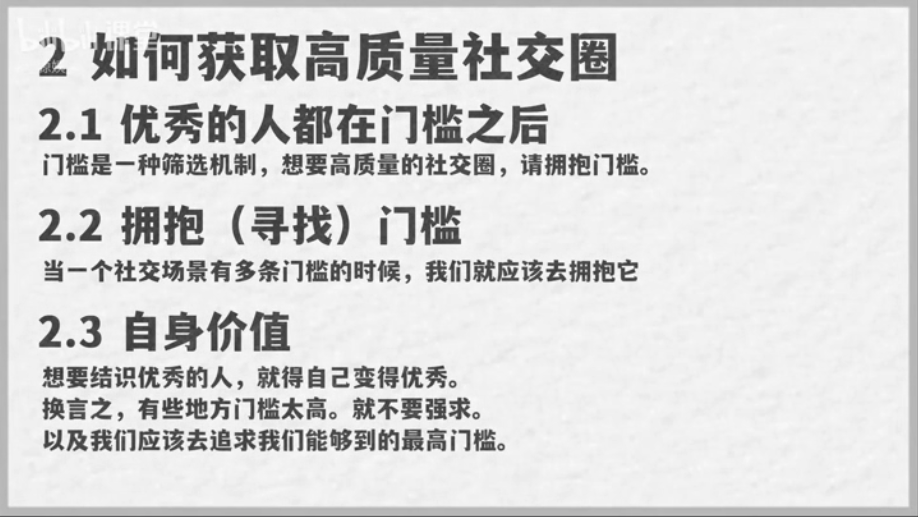 bilibili课堂
2 如何获取高质量社交圈
2.1 优秀的人都在门槛之后
门槛是一种筛选机制，想要高质量的社交圈，请拥抱门槛。
2.2 拥抱（寻找）门槛
当一个社交场景有多条门槛的时候，我们就应该去拥抱它
2.3 自身价值
想要结识优秀的人，就得自己变得优秀。
换言之，有些地方门槛太高。就不要强求。
以及我们应该去追求我们能够到的最高门槛。